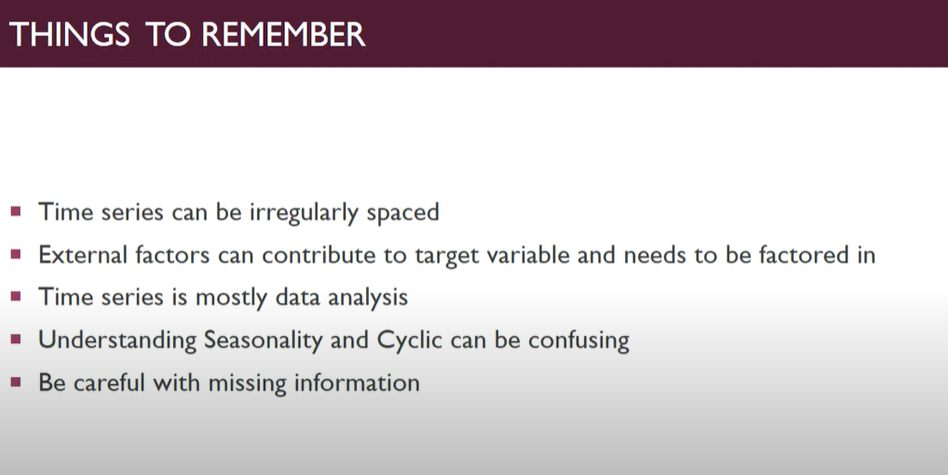 THINGS TO REMEMBER
Time series can be irregularly spaced
External factors can contribute to target variable and needs to be factored in
Time series is mostly data analysis
Understanding Seasonality and Cyclic can be confusing
Be careful with missing information